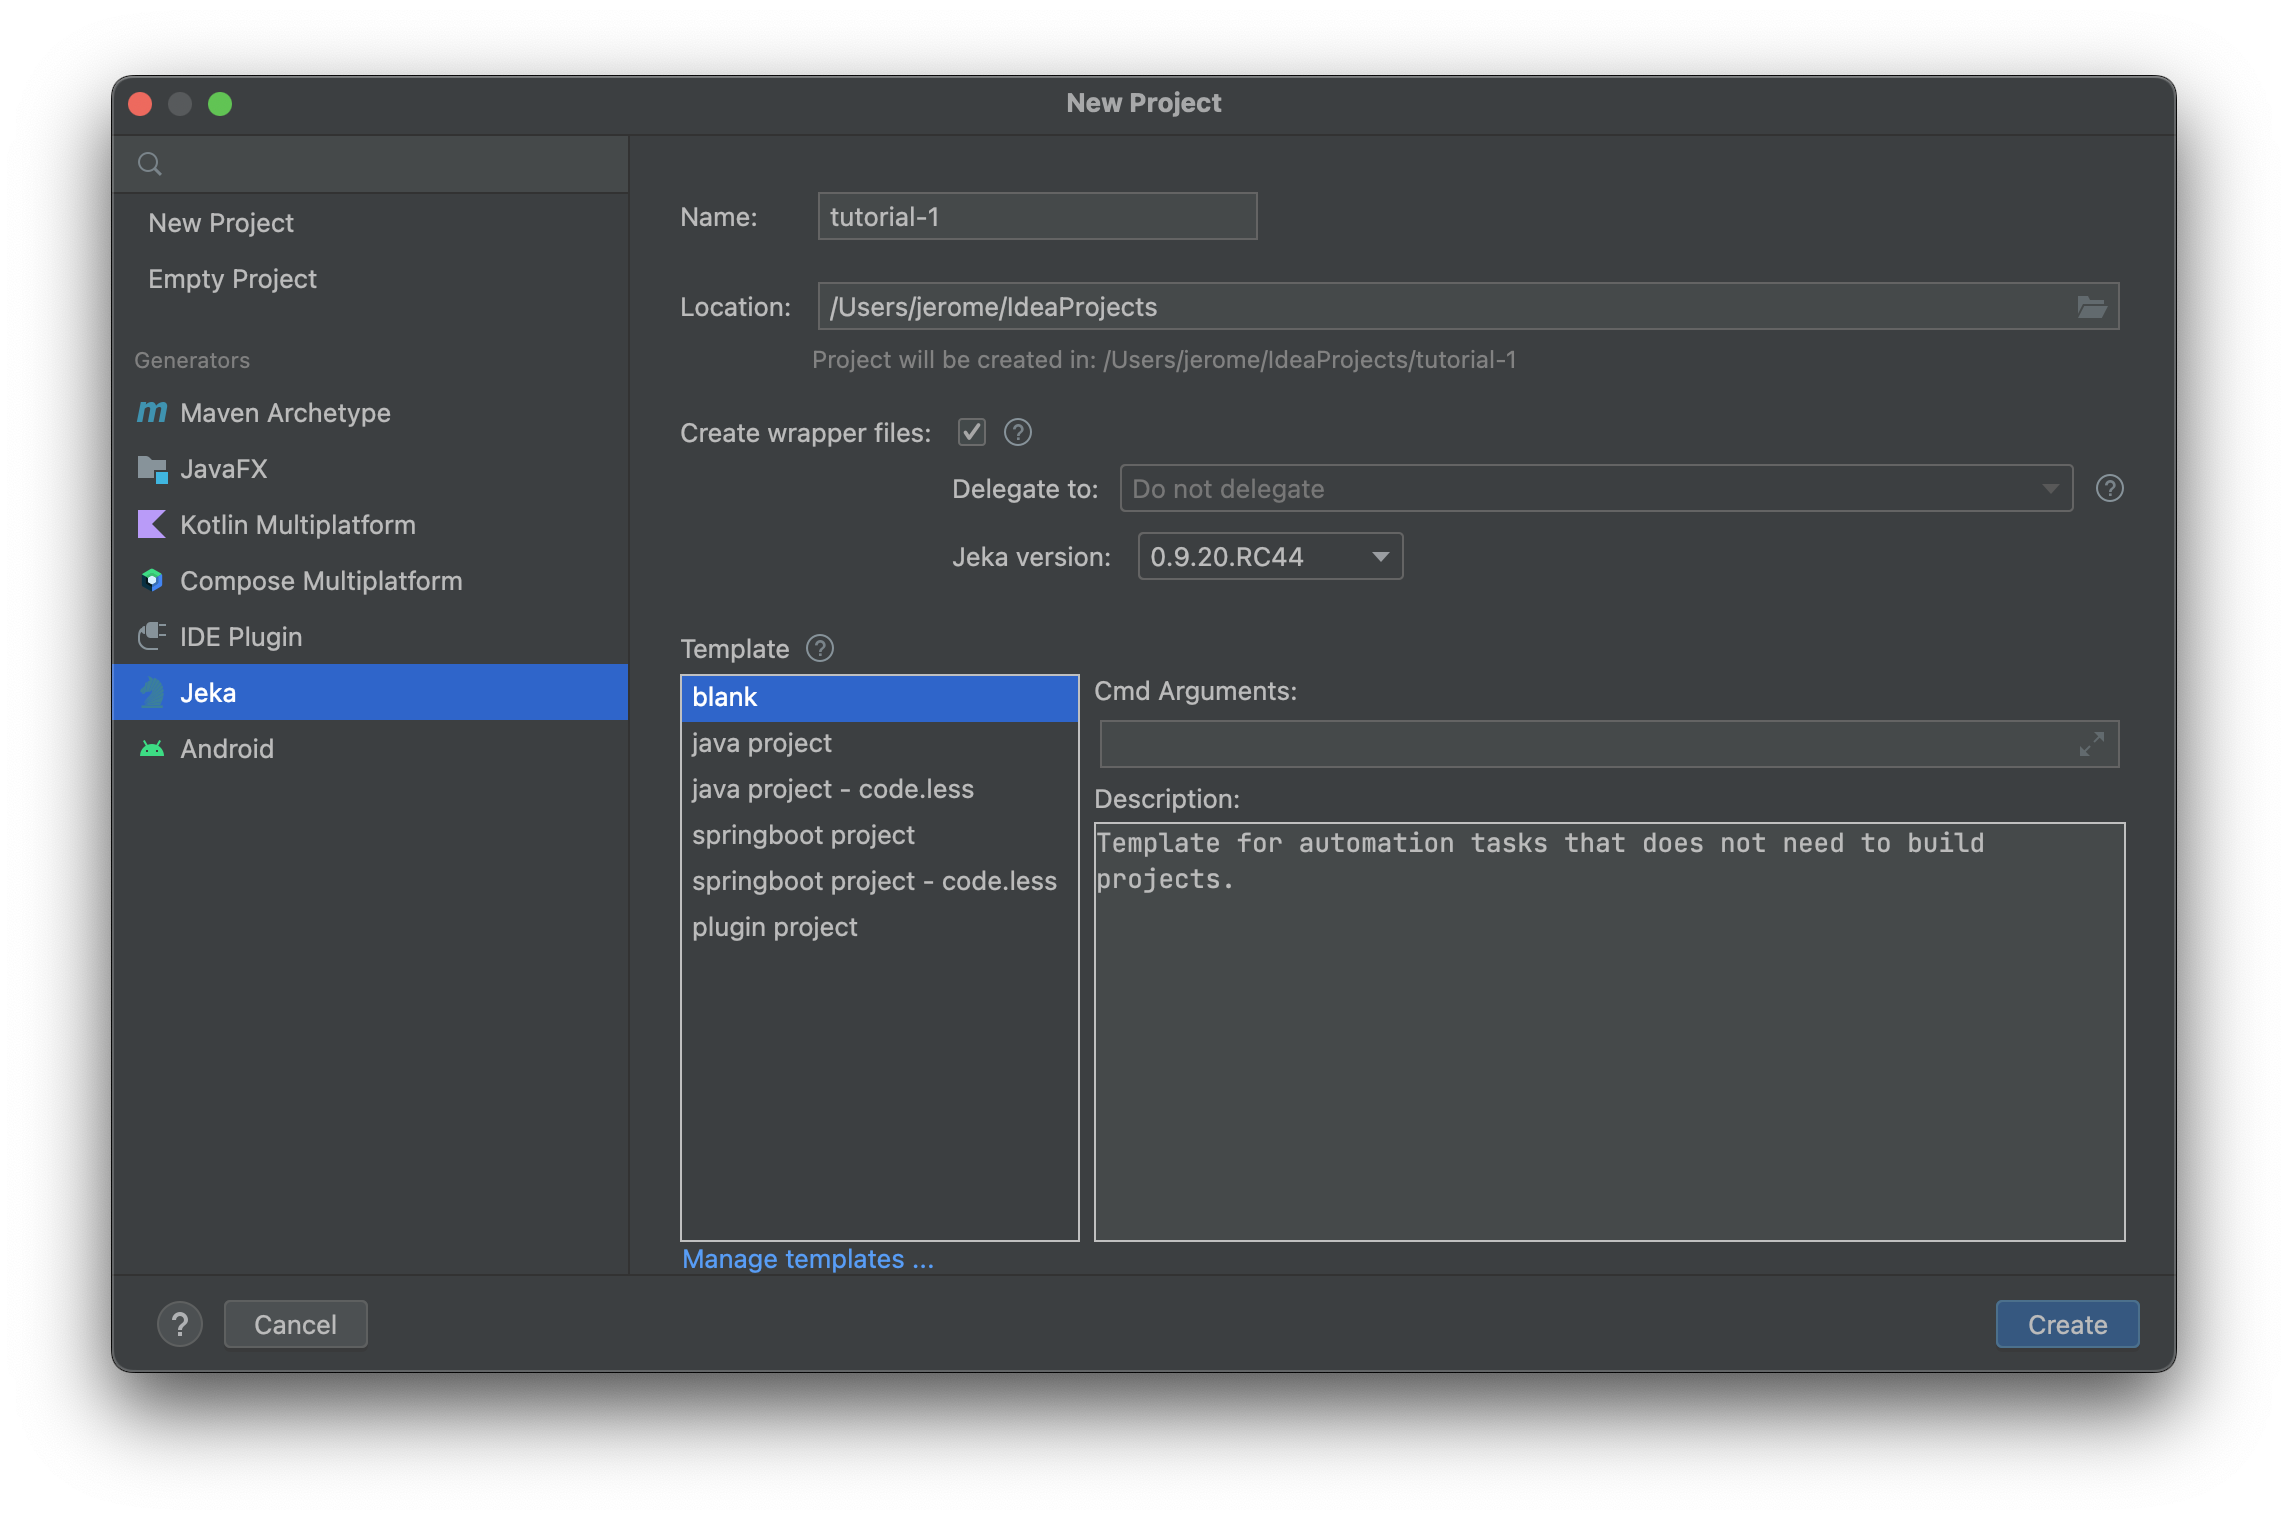 New Project
New Project
Empty Project
Generators
Maven Archetype
JavaFX
Kotlin Multiplatform
Compose Multiplatform
IDE Plugin
Jeka
Android
Name: tutorial-1
Location: /Users/jerome/IdeaProjects
Project will be created in: /Users/jerome/IdeaProjects/tutorial-1
Create wrapper files: ?
Delegate to: Do not delegate ?
Jeka version: 0.9.20.RC44
Template ?
blank
java project
java project - code.less
springboot project
springboot project - code.less
plugin project
Manage templates ...
Cmd Arguments:
Description:
Template for automation tasks that does not need to build
projects.
? Cancel
Create